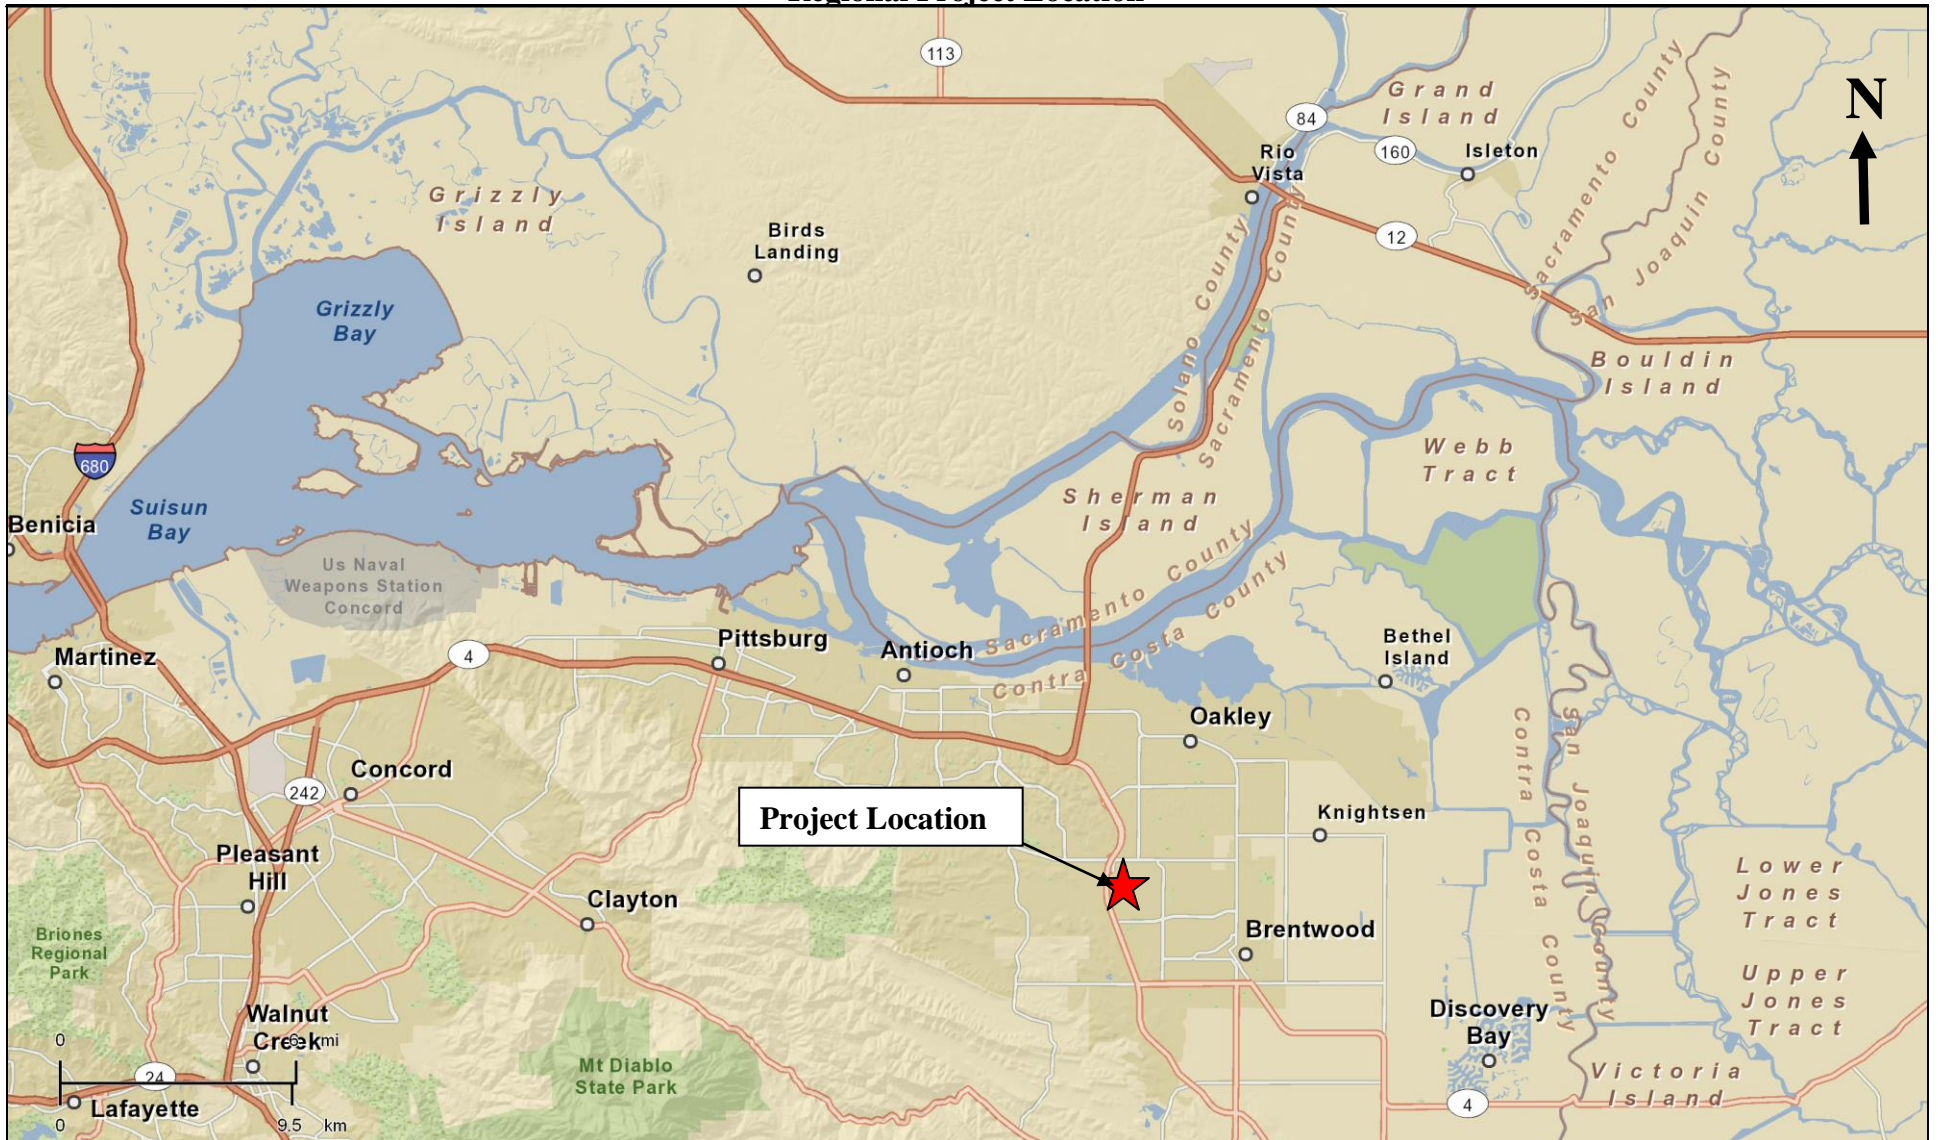 Regional Project Location
113
Grand
Island
N
84
160
Isleton
Rio
Vista
Sacramento County
San Joaquin County
Grizzly
Island
Birds
Landing
12
Solano County
Sacramento County
Grizzly
Bay
Bouldin
Island
680
Webb
Tract
Suisun
Bay
Sherman
Island
Benicia
Us Naval
Weapons Station
Concord
Sacramento County
Contra Costa County
Martinez
4
Pittsburg
Antioch
Bethel
Island
Oakley
Contra Costa County
San Joaquin County
Concord
242
Project Location
Knightsen
Pleasant
Hill
Clayton
Lower
Jones
Tract
Briones
Regional
Park
Brentwood
Upper
Jones
Tract
Walnut
Creek
Discovery
Bay
0
6 mi
Mt Diablo
State Park
Victoria
Island
24
Lafayette
4
0
9.5 km